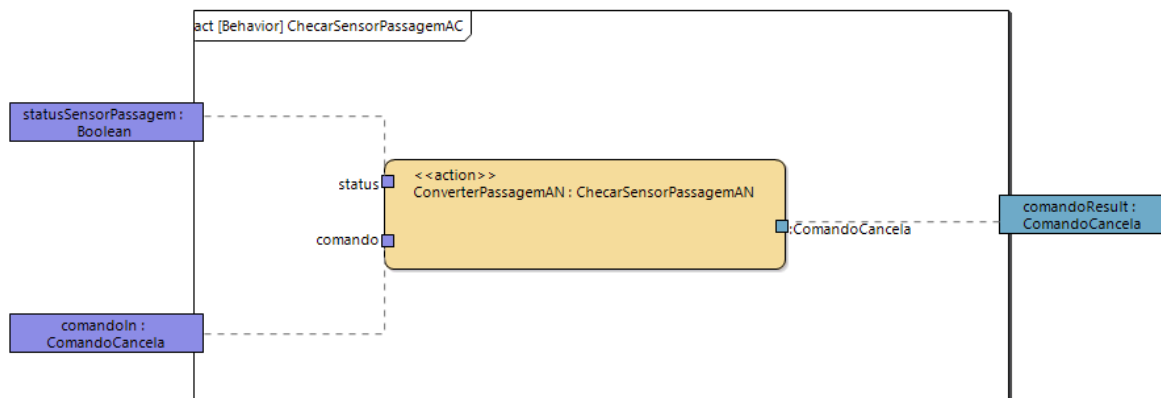 act [Behavior] ChecarSensorPassagemAC
statusSensorPassagem :
Boolean
<<action>>
ConverterPassagemAN : ChecarSensorPassagemAN
status
comando
:ComandoCancela
comandoResult :
ComandoCancela
comandoIn :
ComandoCancela